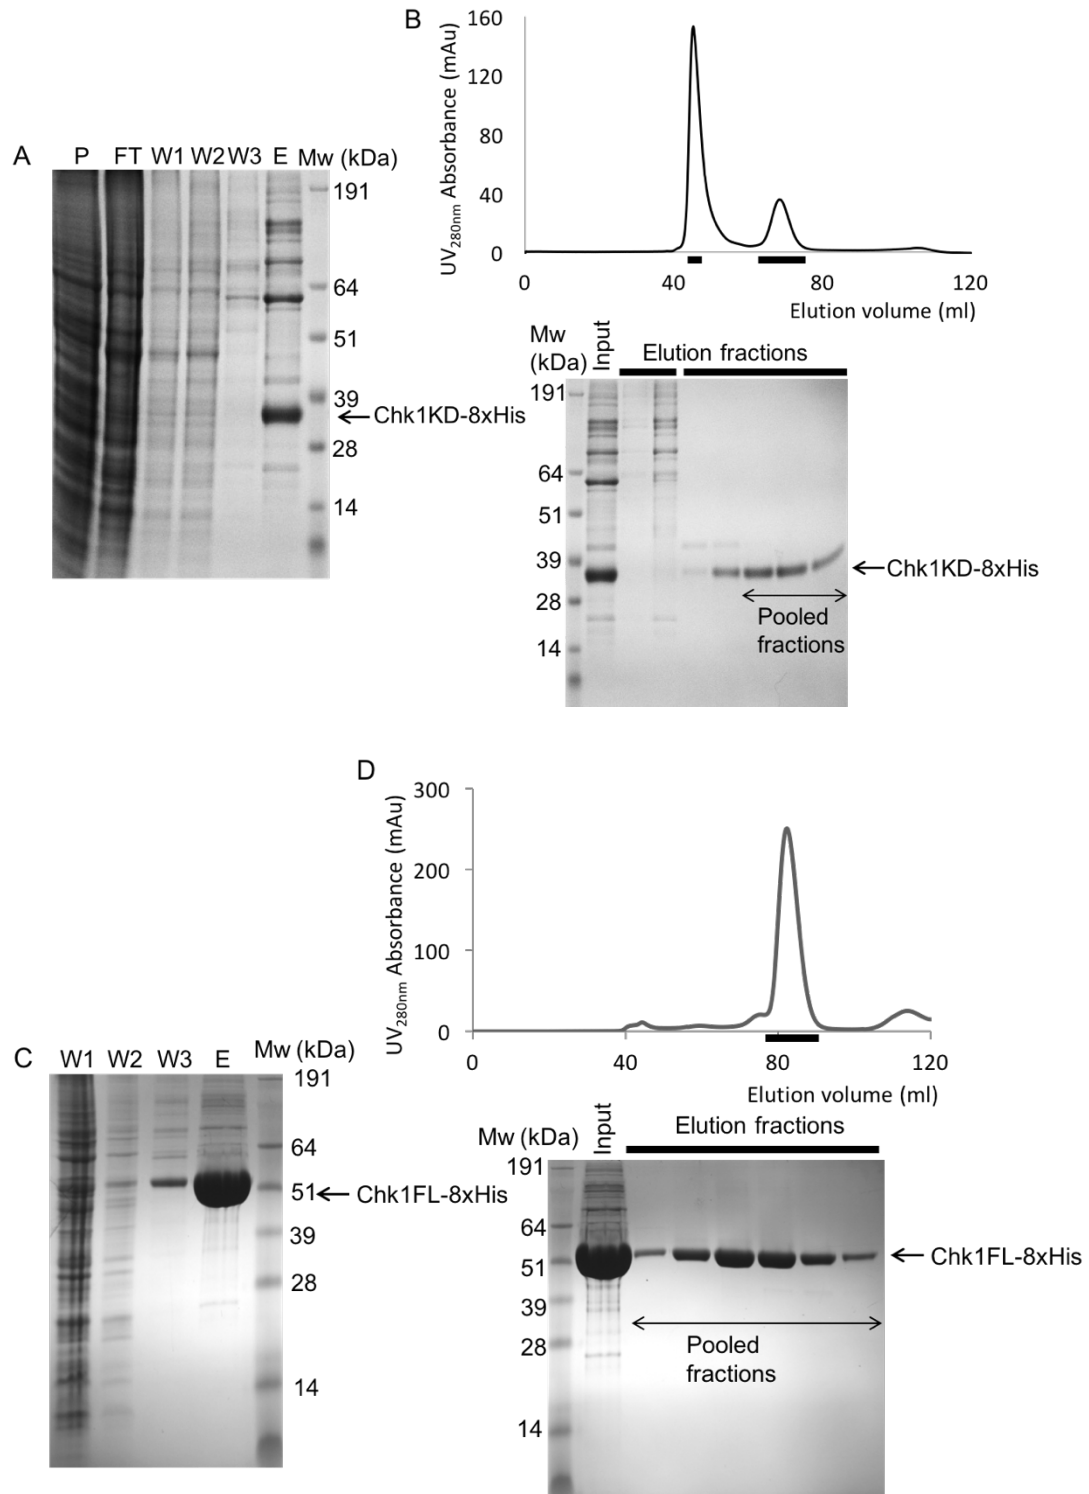 A
P FT W1 W2 W3 E Mw (kDa)
191
64
51
39
28
14
Chk1KD-8xHis
B
UV280nm Absorbance (mAu)
160
120
80
40
0
0 40 80 120
Elution volume (ml)
Mw
(kDa)
Input
Elution fractions
191
64
51
39
28
14
Chk1KD-8xHis
Pooled
fractions
C
W1 W2 W3 E Mw (kDa)
191
64
51
39
28
14
Chk1FL-8xHis
D
UV280nm Absorbance (mAu)
300
200
100
0
0 40 80 120
Elution volume (ml)
Mw (kDa)
Input
Elution fractions
191
64
51
39
28
14
Chk1FL-8xHis
Pooled
fractions